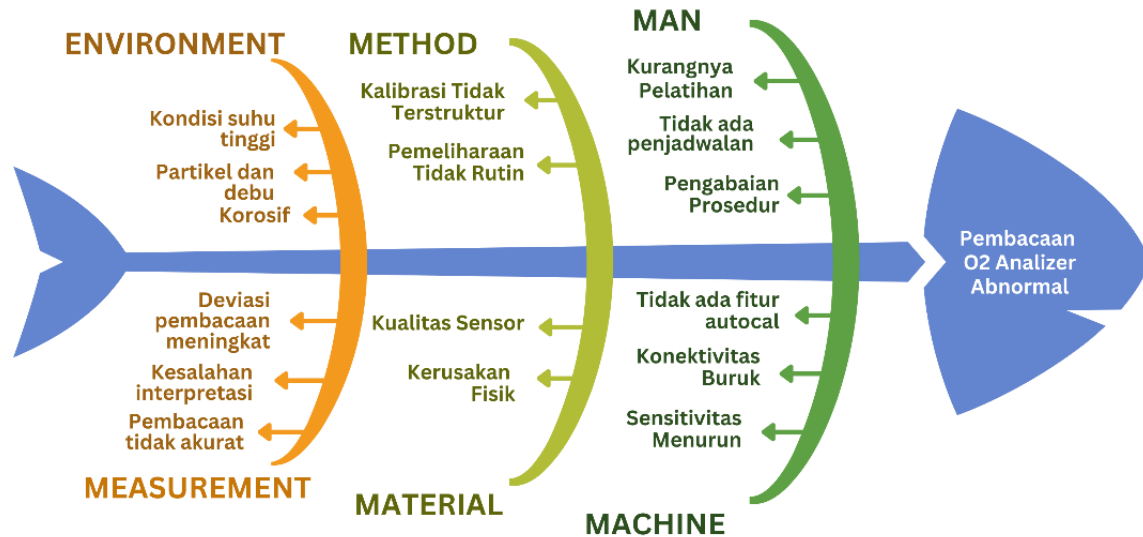 ENVIRONMENT
Kondisi suhu
tinggi
Partikel dan
debu
Korosif
METHOD
Kalibrasi Tidak
Terstruktur
Pemeliharaan
Tidak Rutin
MAN
Kurangnya
Pelatihan
Tidak ada
penjadwalan
Pengabaian
Prosedur
Pembacaan
O2 Analizer
Abnormal
Deviasi
pembacaan
meningkat
Kesalahan
interpretasi
Pembacaan
tidak akurat
MEASUREMENT
Kualitas Sensor
Kerusakan
Fisik
MATERIAL
Tidak ada fitur
autocal
Konektivitas
Buruk
Sensitivitas
Menurun
MACHINE